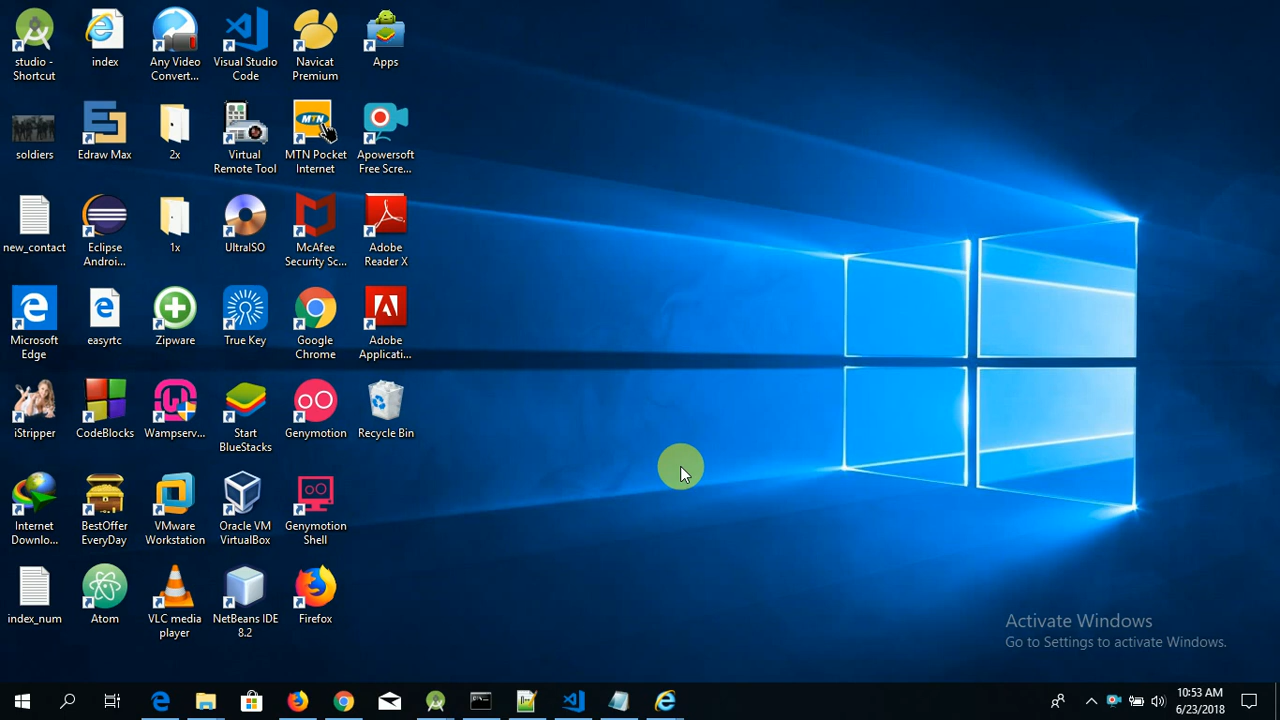 studio -
Shortcut
index
Any Video
Convert...
Visual Studio
Code
Navicat
Premium
Apps
soldiers
Edraw Max
2x
Virtual
Remote Tool
MTN
MTN Pocket
Internet
Apowersoft
Free Scre...
new_contact
Eclipse
Androi...
1x
UltraISO
McAfee
Security Sc...
Adobe
Reader X
Microsoft
Edge
easyrtc
Zipware
True Key
Google
Chrome
Adobe
Applicati...
iStripper
CodeBlocks
Wampserv...
Start
BlueStacks
Genymotion
Recycle Bin
Internet
Downlo...
BestOffer
EveryDay
VMware
Workstation
Oracle VM
VirtualBox
Genymotion
Shell
index_num
Atom
VLC media
player
NetBeans IDE
8.2
Firefox
Activate Windows
Go to Settings to activate Windows.
:53 AM
6/23/2018